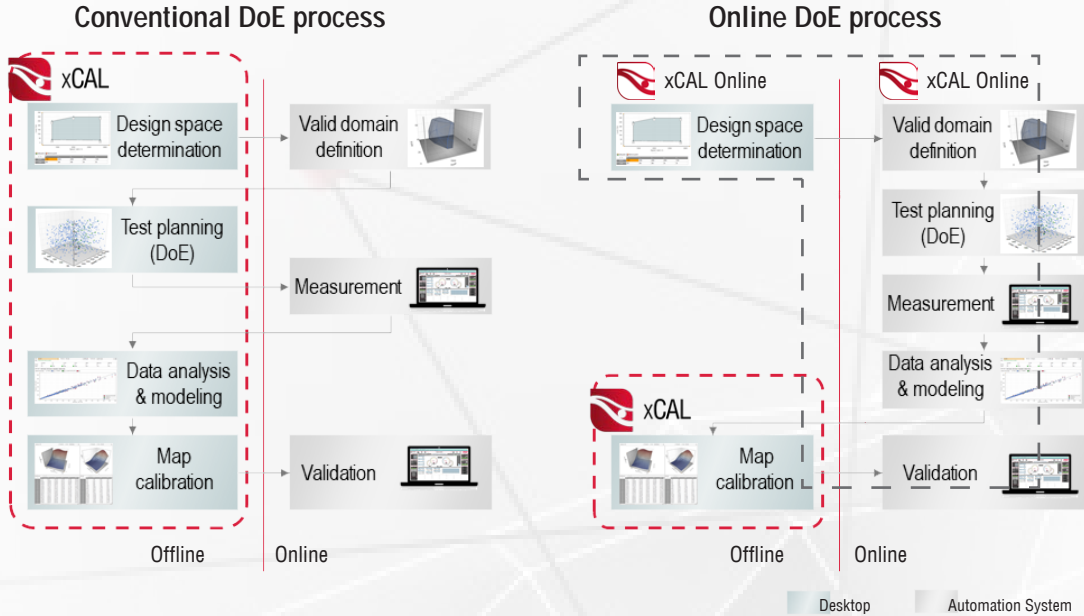 Conventional DoE process
xCAL
Design space
determination
Valid domain
definition
Test planning
(DoE)
Measurement
Data analysis
& modeling
Map
calibration
Validation
Offline
Online
Online DoE process
xCAL Online
xCAL Online
Design space
determination
Valid domain
definition
Test planning
(DoE)
Measurement
Data analysis
& modeling
xCAL
Map
calibration
Validation
Offline
Online
Desktop
Automation System